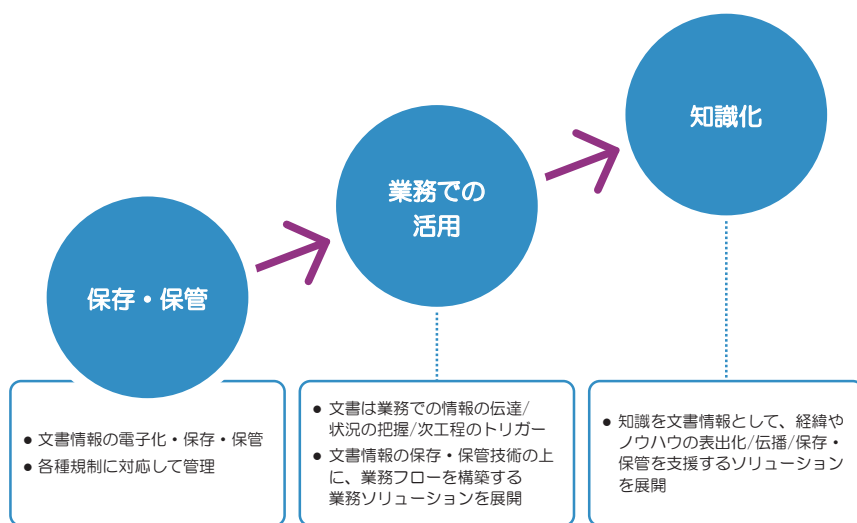 知識化
業務での
活用
保存・保管
● 文書情報の電子化・保存・保管
● 各種規制に対応して管理
● 文書は業務での情報の伝達/
状況の把握/次工程のトリガー
● 文書情報の保存・保管技術の上
に、業務フローを構築する
業務ソリューションを展開
● 知識を文書情報として、経緯や
ノウハウの表出化/伝播/保存・
保管を支援するソリューション
を展開